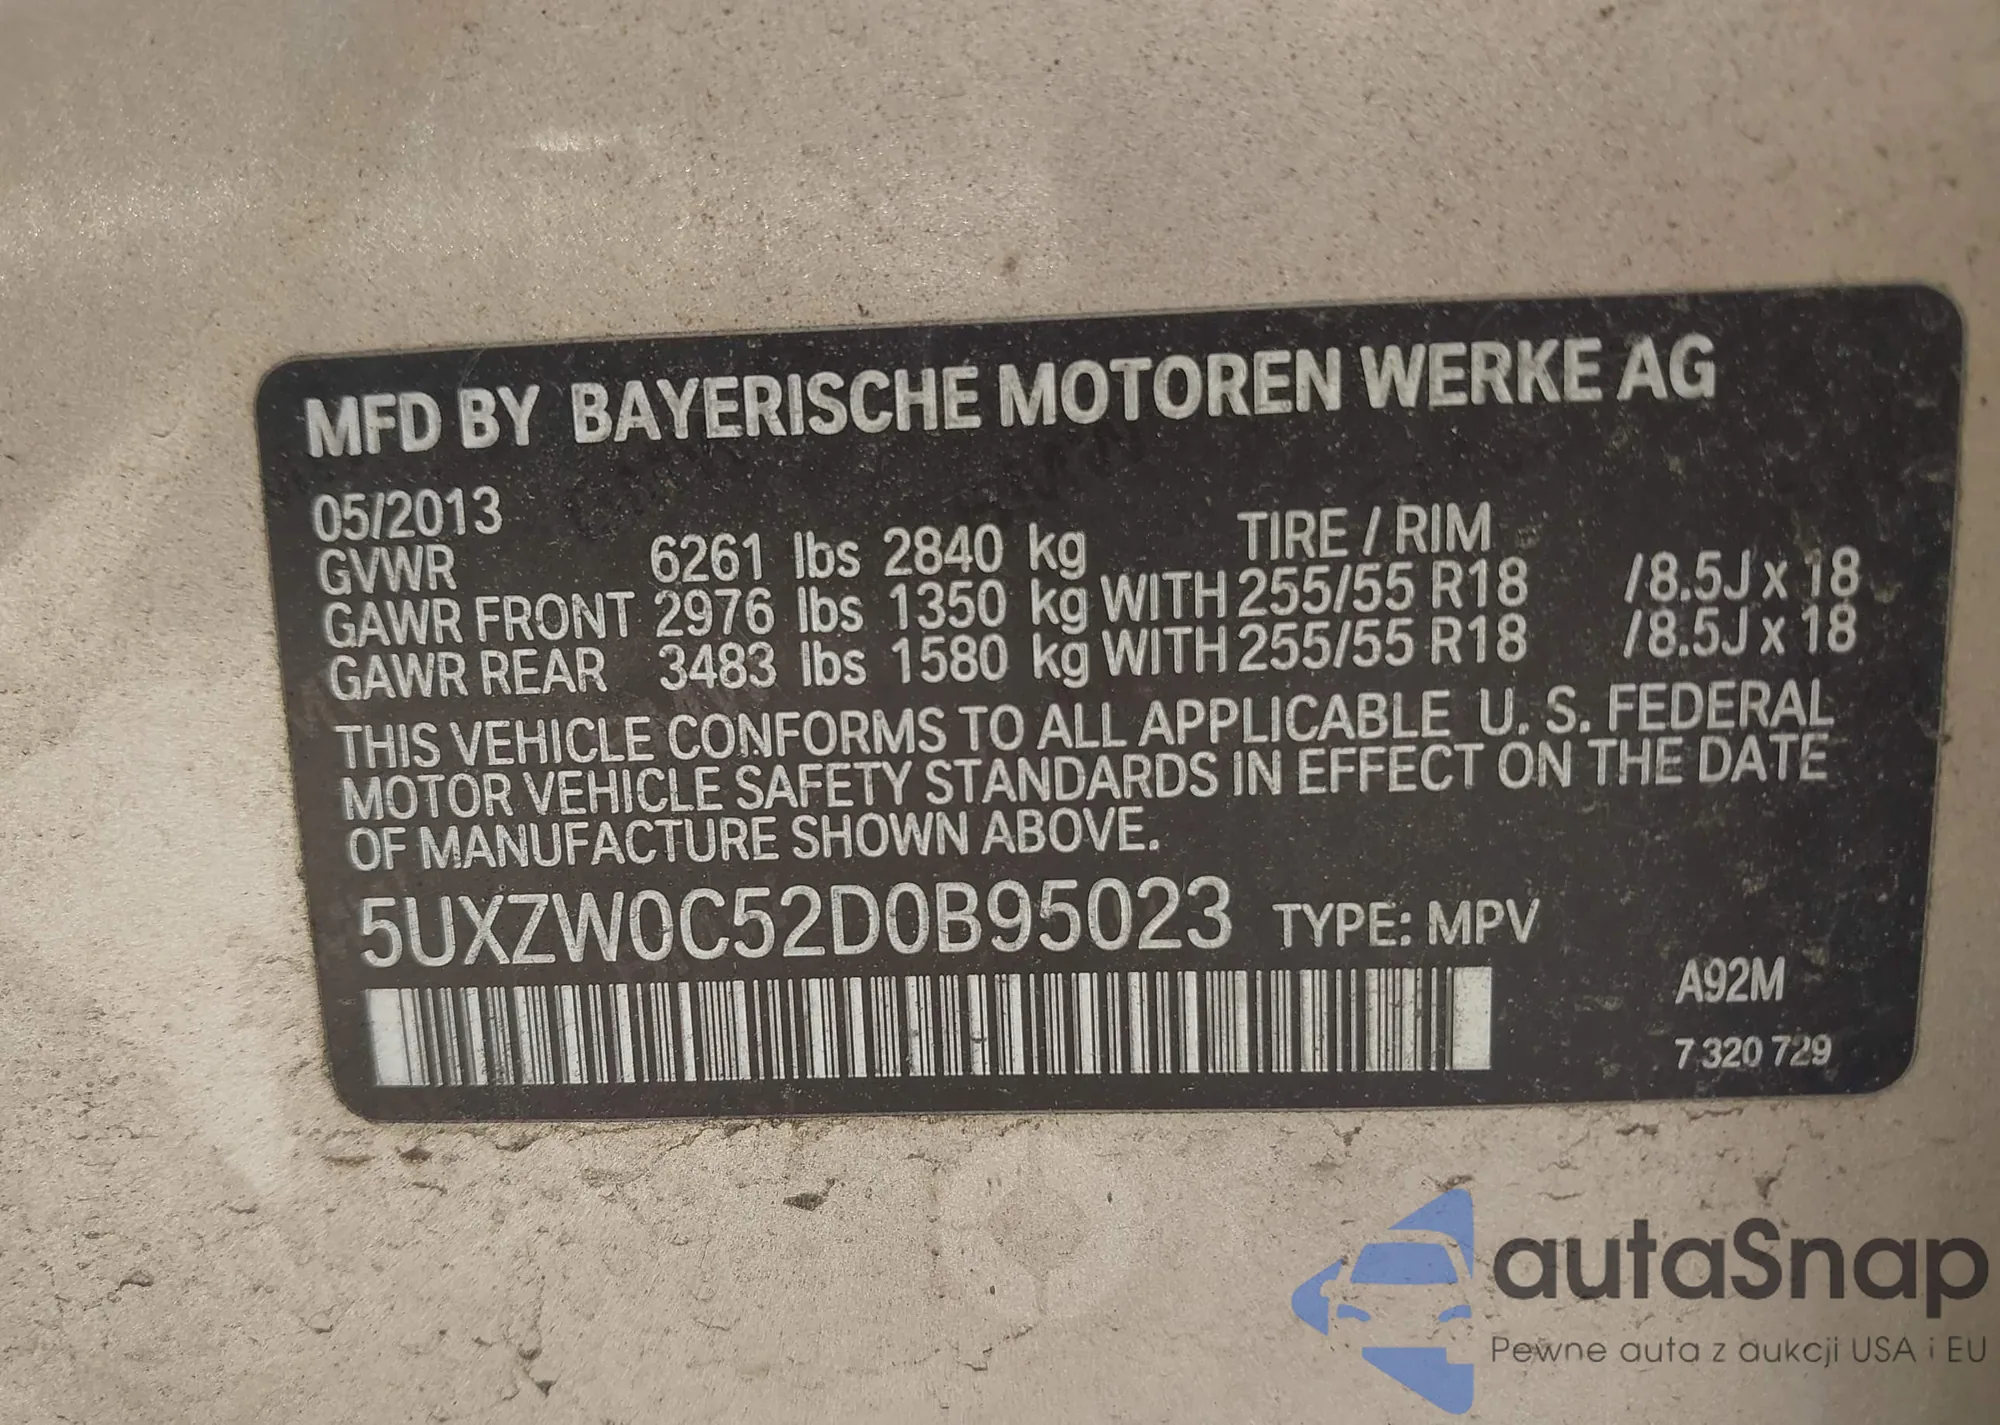 MFD BY BAYERISCHE MOTOREN WERKE AG
05/2013 TIRE / RIM
GVWR 6261 lbs 2840 kg
GAWR FRONT 2976 lbs 1350 kg WITH 255/55 R18 /8.5J x 18
GAWR REAR 3483 lbs 1580 kg WITH 255/55 R18 /8.5J x 18
THIS VEHICLE CONFORMS TO ALL APPLICABLE U. S. FEDERAL
MOTOR VEHICLE SAFETY STANDARDS IN EFFECT ON THE DATE
OF MANUFACTURE SHOWN ABOVE.
5UXZW0C52D0B95023 TYPE: MPV
A92M
7 320 729
autaSnap
Pewne auta z aukcji USA i EU